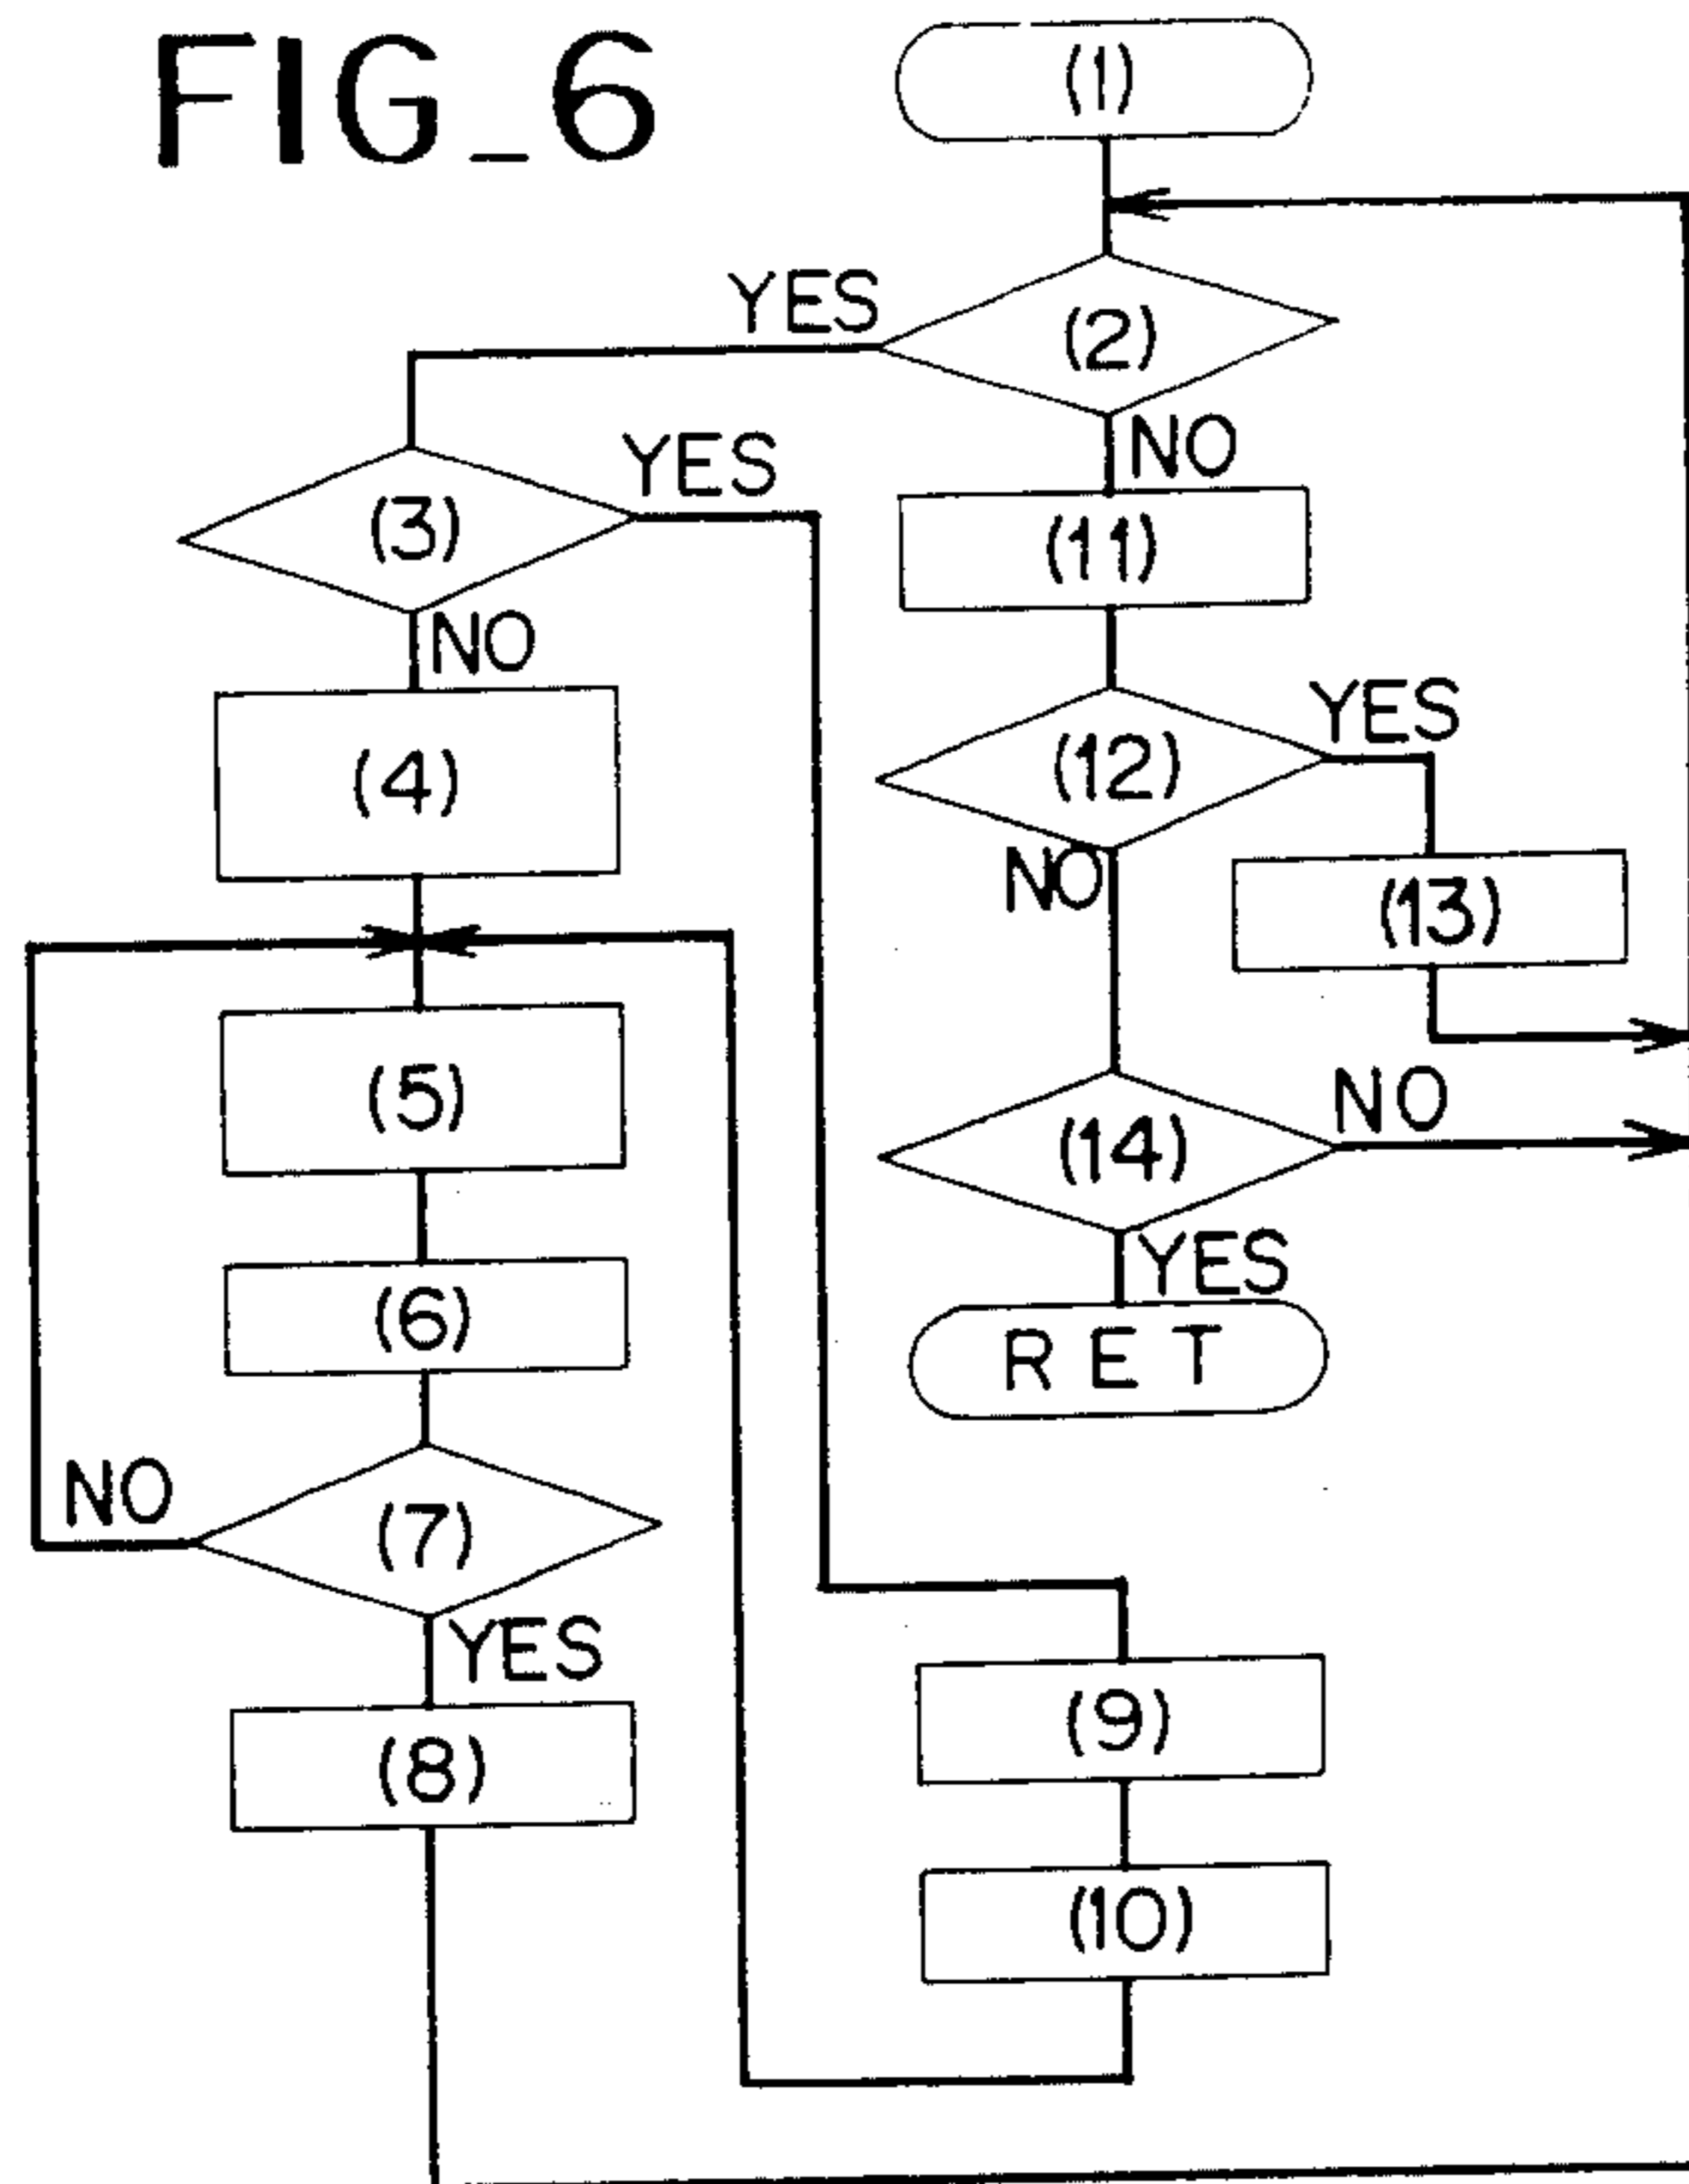 FIG_6
(1)
YES
(2)
NO
YES
(3)
(11)
NO
YES
(4)
(12)
NO
(13)
(5)
NO
(14)
YES
(6)
RET
NO
(7)
YES
(9)
(8)
(10)